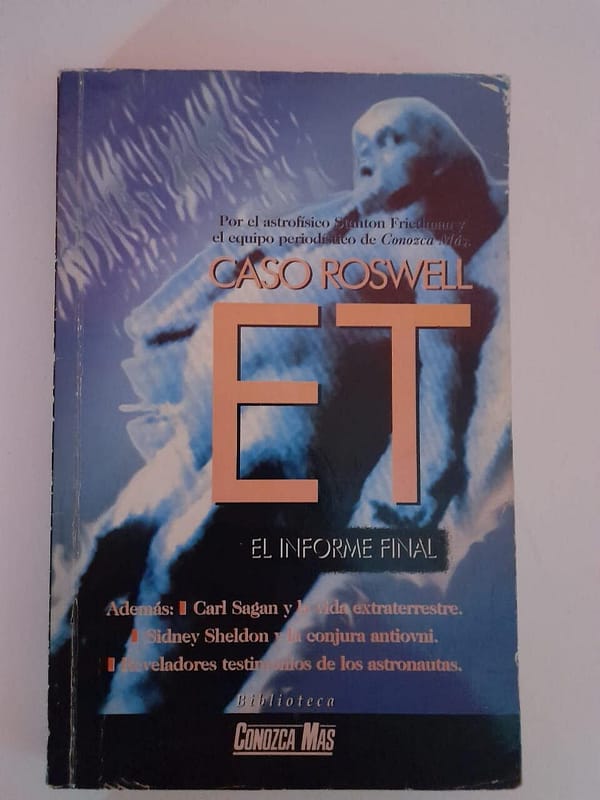 Por el astrofísico Stanton Friedman y
el equipo periodístico de Conozca Más.
CASO ROSWELL
ET
EL INFORME FINAL
Además: Carl Sagan y la vida extraterrestre.
Sidney Sheldon y la conjura antiovni.
Reveladores testimonios de los astronautas.
Biblioteca
CONOZCA MAS